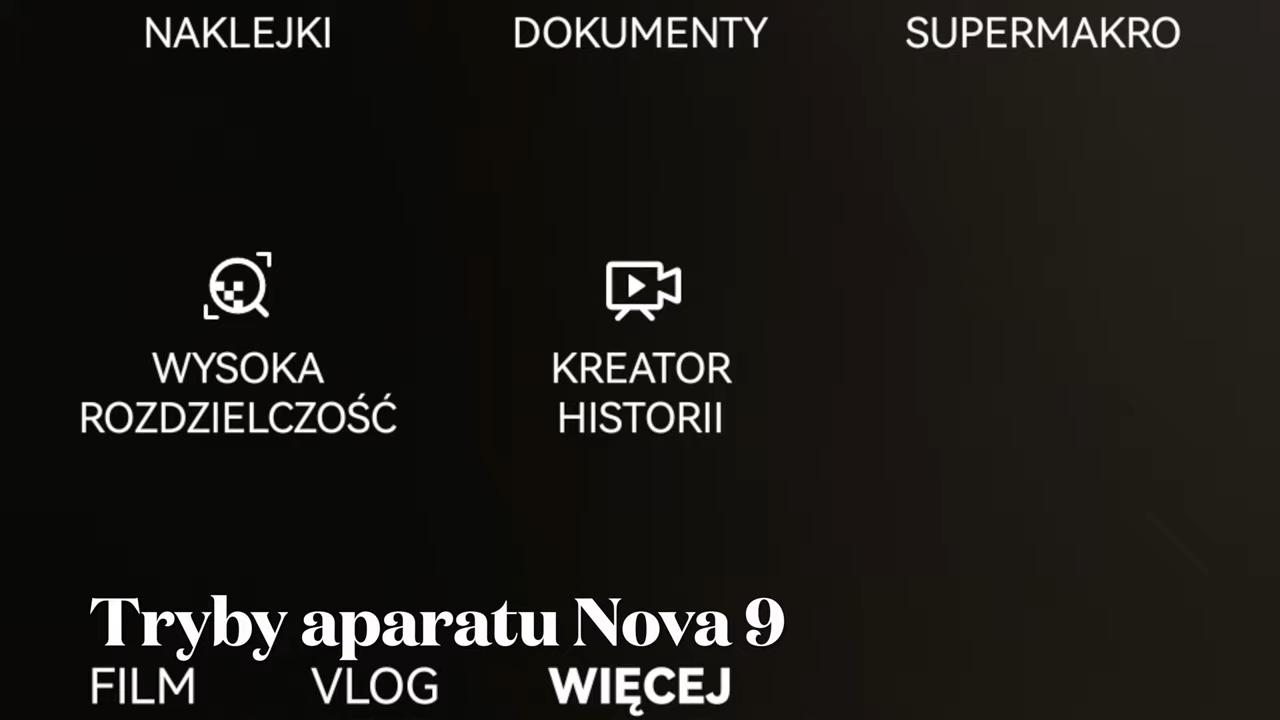 NAKLEJKI
DOKUMENTY
SUPERMAKRO
WYSOKA
ROZDZIELCZOŚĆ
KREATOR
HISTORII
Tryby aparatu Nova 9
FILM
VLOG
WIĘCEJ